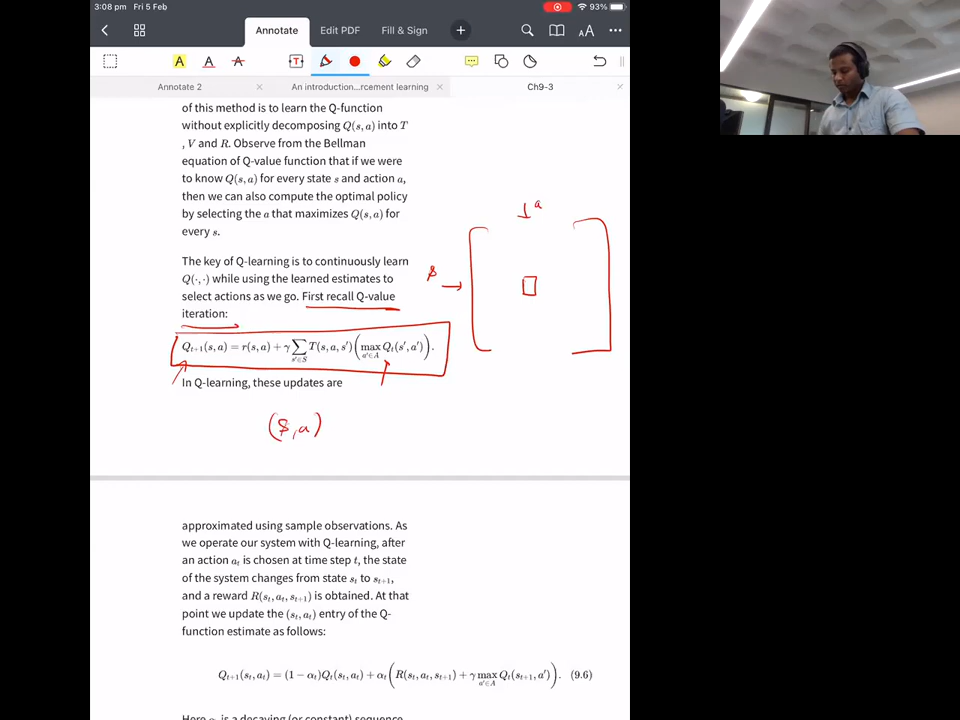 3:08 pm Fri 5 Feb 93%
Annotate Edit PDF Fill & Sign
AA
A A A T
Annotate 2 × An introduction...rcement learning × Ch9-3 ×
of this method is to learn the Q-function
without explicitly decomposing Q(s, a) into T
, V and R. Observe from the Bellman
equation of Q-value function that if we were
to know Q(s, a) for every state s and action a,
then we can also compute the optimal policy
by selecting the a that maximizes Q(s, a) for
every s.
a
The key of Q-learning is to continuously learn
Q(·, ·) while using the learned estimates to
s
select actions as we go. First recall Q-value
iteration:
Q_{t+1}(s, a) = r(s, a) + γ ∑_{s'∈S} T(s, a, s') (max_{a'∈A} Q_t(s', a')).
In Q-learning, these updates are
(s, a)
approximated using sample observations. As
we operate our system with Q-learning, after
an action a_t is chosen at time step t, the state
of the system changes from state s_t to s_{t+1},
and a reward R(s_t, a_t, s_{t+1}) is obtained. At that
point we update the (s_t, a_t) entry of the Q-
function estimate as follows:
Q_{t+1}(s_t, a_t) = (1 − α_t)Q_t(s_t, a_t) + α_t (R(s_t, a_t, s_{t+1}) + γ max_{a'∈A} Q_t(s_{t+1}, a')). (9.6)
Here α_t is a decaying (or constant) sequence